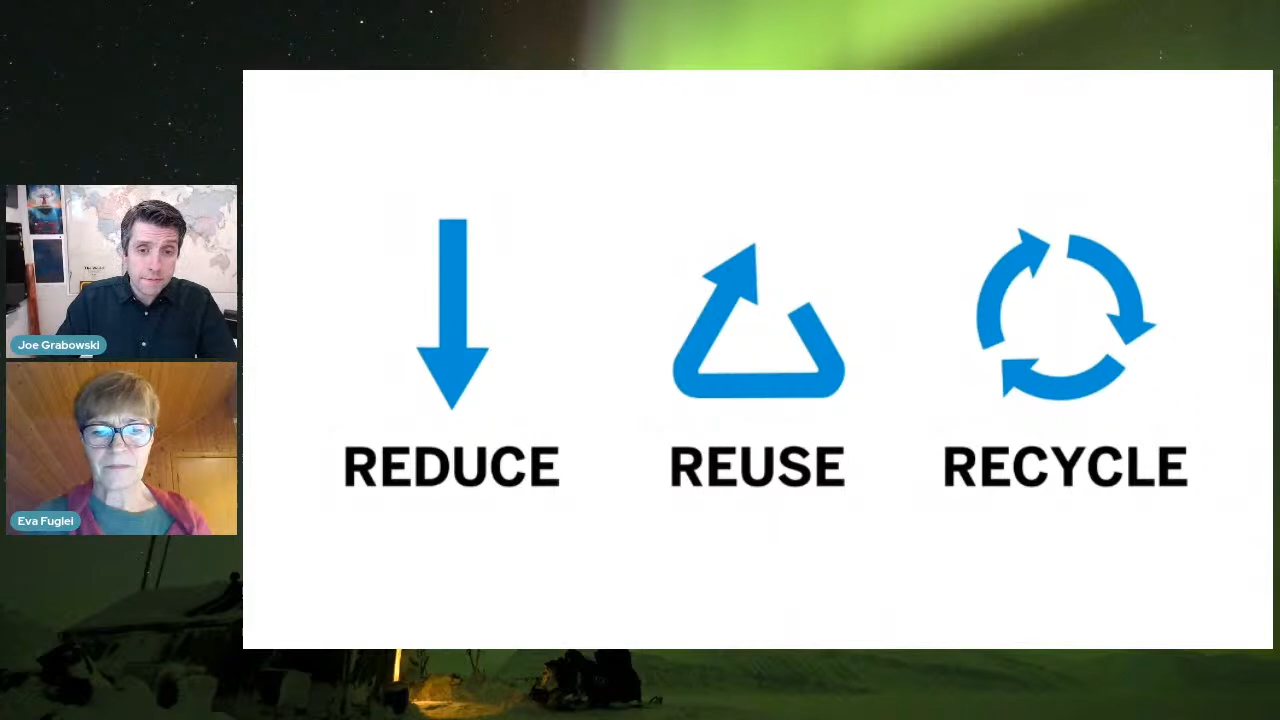 Joe Grabowski
Eva Fuglei
REDUCE
REUSE
RECYCLE